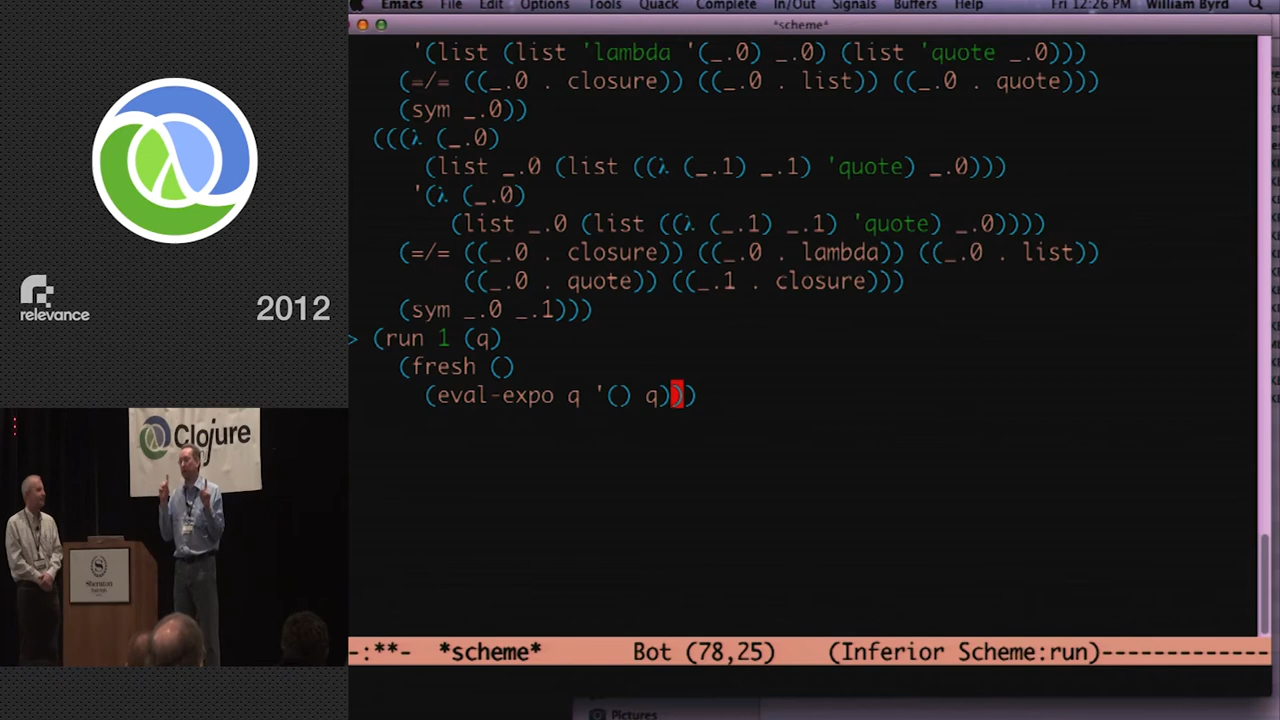 Emacs File Edit Options Tools Quack Complete In/Out Signals Buffers Help Fri 12:26 PM William Byrd
*scheme*
'(list (list 'lambda '(_.0) _.0) (list 'quote _.0)))
(=/= ((_.0 . closure)) ((_.0 . list)) ((_.0 . quote)))
(sym _.0))
(((λ (_.0)
(list _.0 (list ((λ (_.1) _.1) 'quote) _.0)))
'(λ (_.0)
(list _.0 (list ((λ (_.1) _.1) 'quote) _.0))))
(=/= ((_.0 . closure)) ((_.0 . lambda)) ((_.0 . list))
((_.0 . quote)) ((_.1 . closure)))
(sym _.0 _.1)))
> (run 1 (q)
(fresh ()
(eval-expo q '() q)))
-:**- *scheme* Bot (78,25) (Inferior Scheme:run)-------------
Pictures
relevance
2012
Clojure
Sheraton